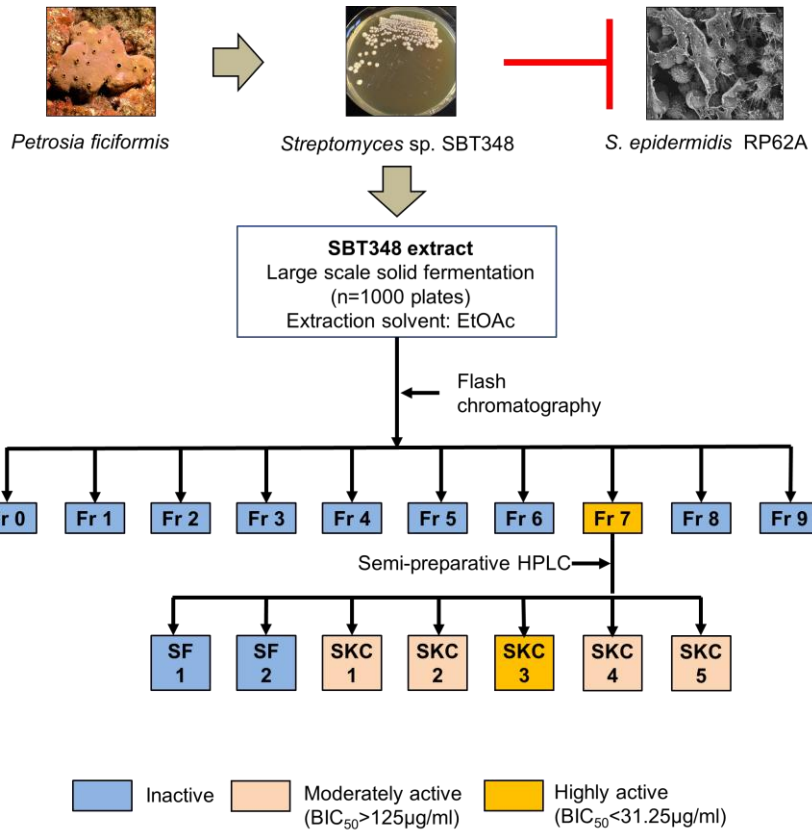 Petrosia ficiformis
Streptomyces sp. SBT348
S. epidermidis RP62A
SBT348 extract
Large scale solid fermentation
(n=1000 plates)
Extraction solvent: EtOAc
Flash
chromatography
r 0
Fr 1
Fr 2
Fr 3
Fr 4
Fr 5
Fr 6
Fr 7
Fr 8
Fr 9
Semi-preparative HPLC
SF
1
SF
2
SKC
1
SKC
2
SKC
3
SKC
4
SKC
5
Inactive
Moderately active
(BIC50>125µg/ml)
Highly active
(BIC50<31.25µg/ml)